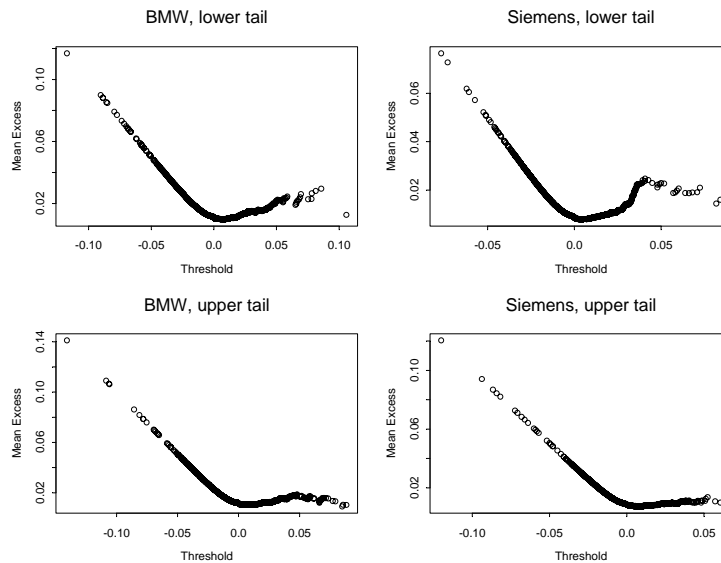 BMW, lower tail
Mean Excess
0.02 0.06 0.10
-0.10 -0.05 0.0 0.05 0.10
Threshold
Siemens, lower tail
Mean Excess
0.02 0.04 0.06
-0.05 0.0 0.05
Threshold
BMW, upper tail
Mean Excess
0.02 0.06 0.10 0.14
-0.10 -0.05 0.0 0.05
Threshold
Siemens, upper tail
Mean Excess
0.02 0.06 0.10
-0.10 -0.05 0.0 0.05
Threshold